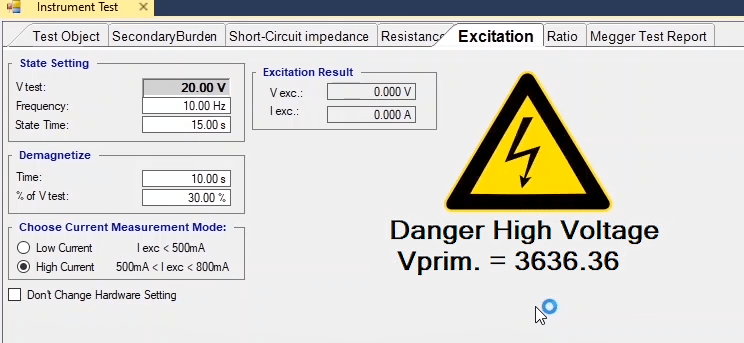 Instrument Test
Test Object SecondaryBurden Short-Circuit impedance Resistance Excitation Ratio Megger Test Report
State Setting
V test: 20.00 V
Frequency: 10.00 Hz
State Time: 15.00 s
Excitation Result
V exc.: 0.000 V
I exc.: 0.000 A
Demagnetize
Time: 10.00 s
% of V test: 30.00 %
Choose Current Measurement Mode:
Low Current I exc < 500mA
High Current 500mA < I exc < 800mA
Don't Change Hardware Setting
Danger High Voltage
Vprim. = 3636.36